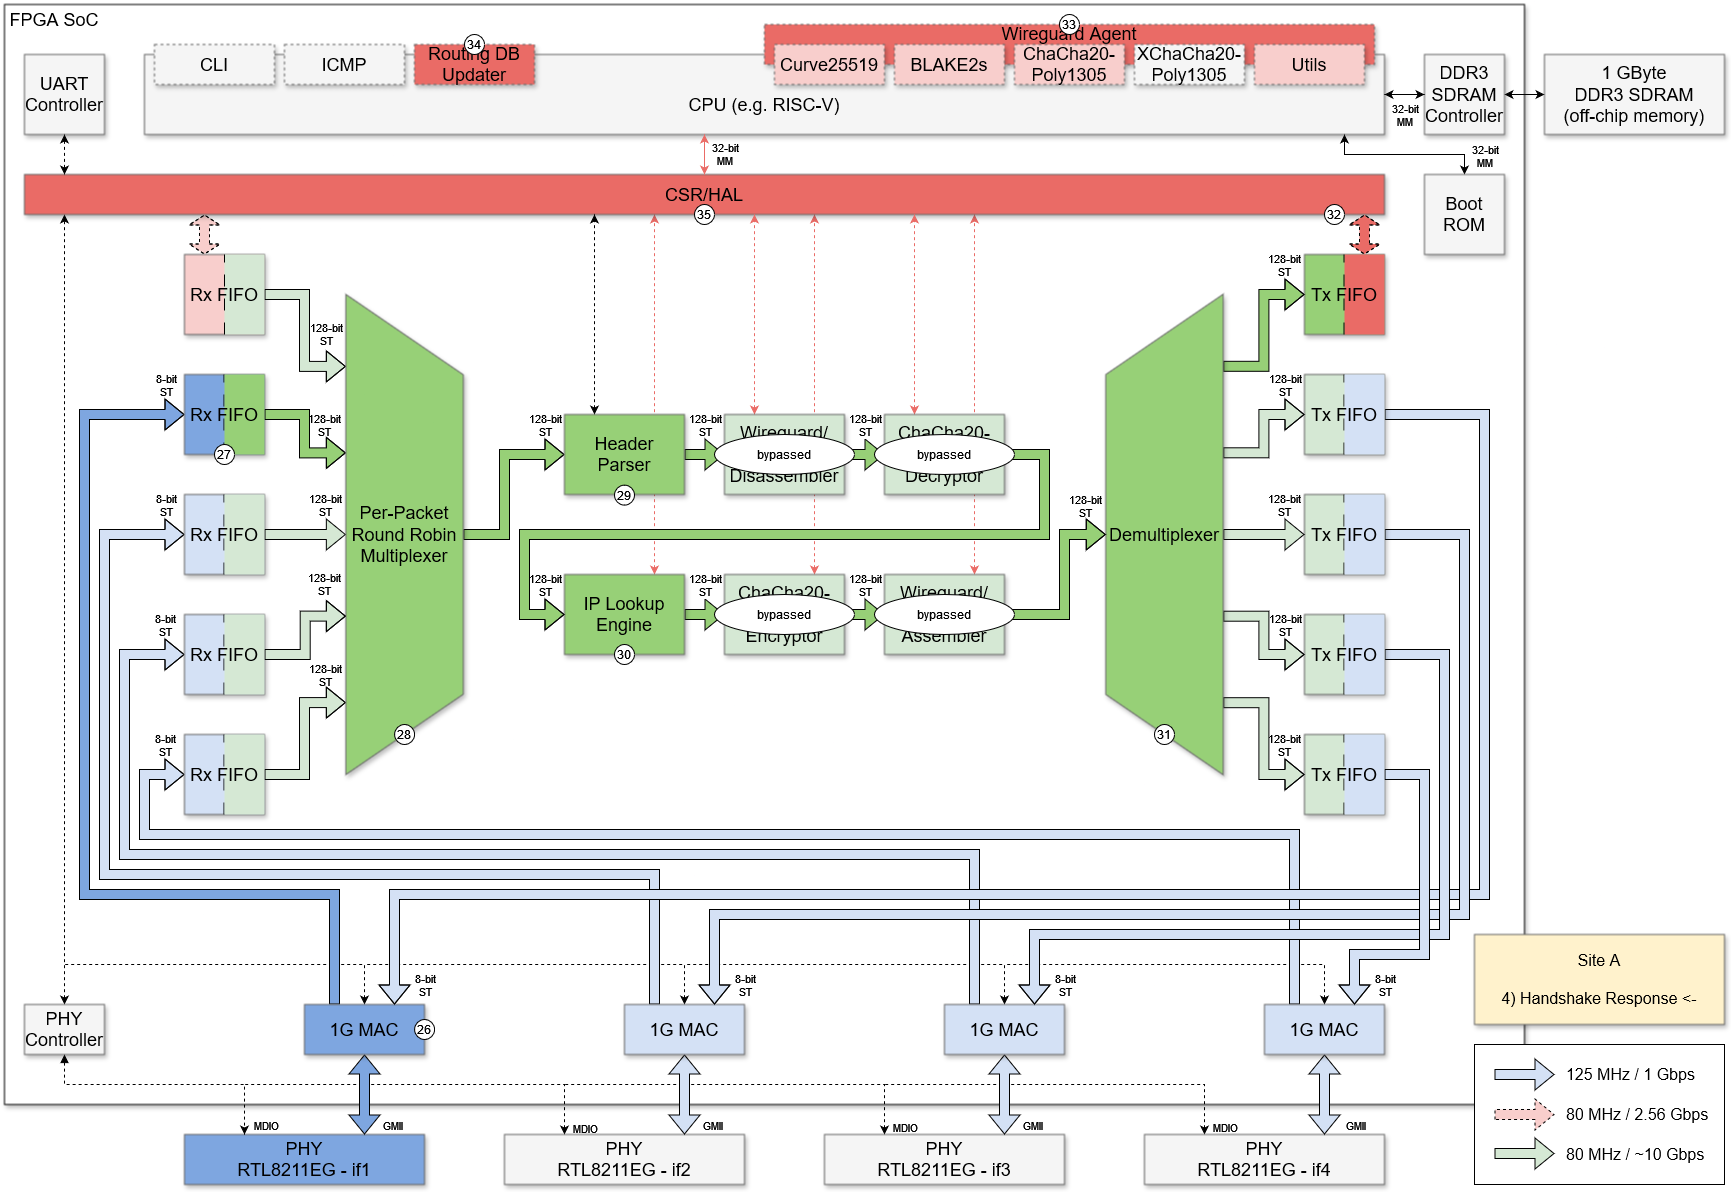 FPGA SoC
UART
Controller
CLI
ICMP
34
Routing DB
Updater
33
Wireguard Agent
Curve25519
BLAKE2s
ChaCha20-
Poly1305
XChaCha20-
Poly1305
Utils
CPU (e.g. RISC-V)
32-bit
MM
DDR3
SDRAM
Controller
1 GByte
DDR3 SDRAM
(off-chip memory)
32-bit
MM
32-bit
MM
CSR/HAL
35
32
Boot
ROM
Rx FIFO
128-bit
ST
128-bit
ST
Tx FIFO
8-bit
ST
Rx FIFO
27
128-bit
ST
128-bit
ST
Header
Parser
29
128-bit
ST
Wireguard/
bypassed
Disassembler
128-bit
ST
ChaCha20-
bypassed
Decryptor
128-bit
ST
Tx FIFO
8-bit
ST
Rx FIFO
128-bit
ST
Per-Packet
Round Robin
Multiplexer
28
128-bit
ST
Demultiplexer
31
128-bit
ST
Tx FIFO
8-bit
ST
Rx FIFO
128-bit
ST
128-bit
ST
IP Lookup
Engine
30
128-bit
ST
ChaCha20-
bypassed
Encryptor
128-bit
ST
Wireguard/
bypassed
Assembler
128-bit
ST
Tx FIFO
8-bit
ST
Rx FIFO
128-bit
ST
128-bit
ST
Tx FIFO
8-bit
ST
8-bit
ST
8-bit
ST
8-bit
ST
PHY
Controller
1G MAC
26
1G MAC
1G MAC
1G MAC
Site A
4) Handshake Response <-
125 MHz / 1 Gbps
80 MHz / 2.56 Gbps
80 MHz / ~10 Gbps
MDIO
GMII
MDIO
GMII
MDIO
GMII
MDIO
GMII
PHY
RTL8211EG - if1
PHY
RTL8211EG - if2
PHY
RTL8211EG - if3
PHY
RTL8211EG - if4